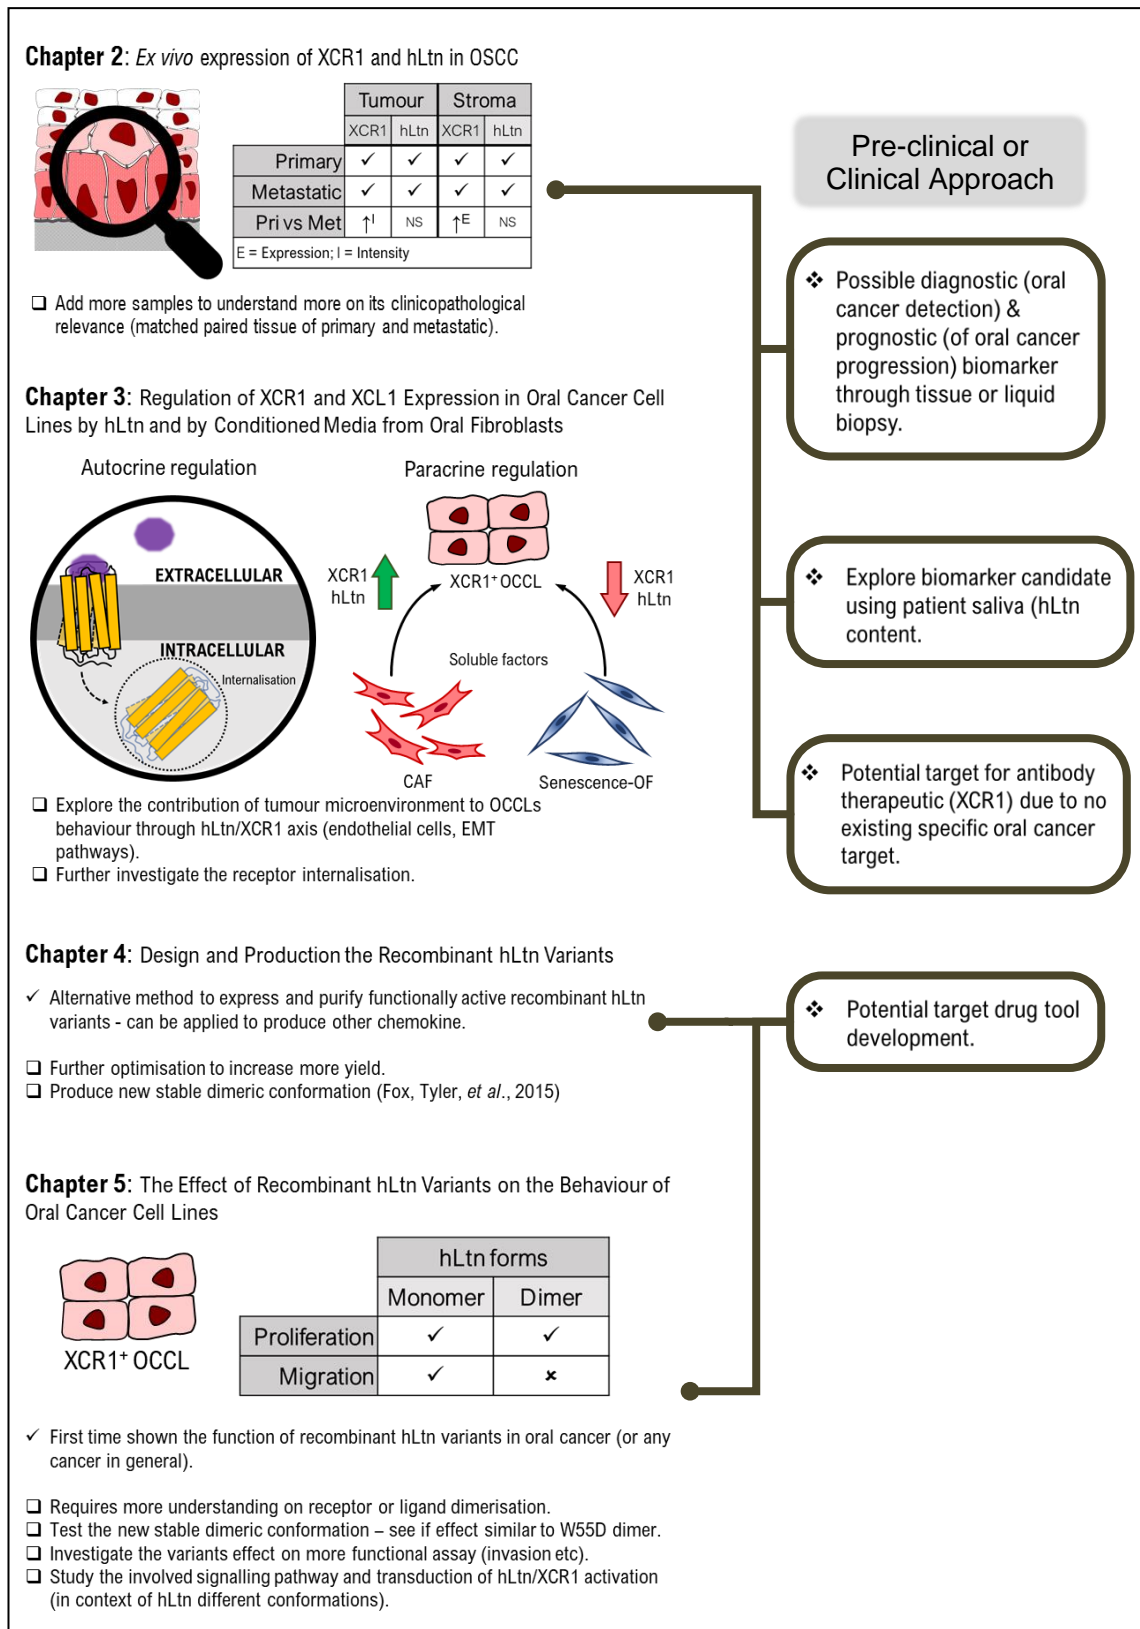 Chapter 2: Ex vivo expression of XCR1 and hLtn in OSCC
Tumour Stroma
XCR1 hLtn XCR1 hLtn
Primary ✓ ✓ ✓ ✓
Metastatic ✓ ✓ ✓ ✓
Pri vs Met ↑I NS ↑E NS
E = Expression; I = Intensity
❑ Add more samples to understand more on its clinicopathological
relevance (matched paired tissue of primary and metastatic).
Chapter 3: Regulation of XCR1 and XCL1 Expression in Oral Cancer Cell
Lines by hLtn and by Conditioned Media from Oral Fibroblasts
Autocrine regulation
EXTRACELLULAR
INTRACELLULAR
Internalisation
Paracrine regulation
XCR1
hLtn
XCR1+ OCCL
XCR1
hLtn
Soluble factors
CAF
Senescence-OF
❑ Explore the contribution of tumour microenvironment to OCCLs
behaviour through hLtn/XCR1 axis (endothelial cells, EMT
pathways).
❑ Further investigate the receptor internalisation.
Chapter 4: Design and Production the Recombinant hLtn Variants
✓ Alternative method to express and purify functionally active recombinant hLtn
variants - can be applied to produce other chemokine.
❑ Further optimisation to increase more yield.
❑ Produce new stable dimeric conformation (Fox, Tyler, et al., 2015)
Chapter 5: The Effect of Recombinant hLtn Variants on the Behaviour of
Oral Cancer Cell Lines
XCR1+ OCCL
hLtn forms
Monomer Dimer
Proliferation ✓ ✓
Migration ✓ ✗
✓ First time shown the function of recombinant hLtn variants in oral cancer (or any
cancer in general).
❑ Requires more understanding on receptor or ligand dimerisation.
❑ Test the new stable dimeric conformation – see if effect similar to W55D dimer.
❑ Investigate the variants effect on more functional assay (invasion etc).
❑ Study the involved signalling pathway and transduction of hLtn/XCR1 activation
(in context of hLtn different conformations).
Pre-clinical or
Clinical Approach
❖ Possible diagnostic (oral
cancer detection) &
prognostic (of oral cancer
progression) biomarker
through tissue or liquid
biopsy.
❖ Explore biomarker candidate
using patient saliva (hLtn
content.
❖ Potential target for antibody
therapeutic (XCR1) due to no
existing specific oral cancer
target.
❖ Potential target drug tool
development.